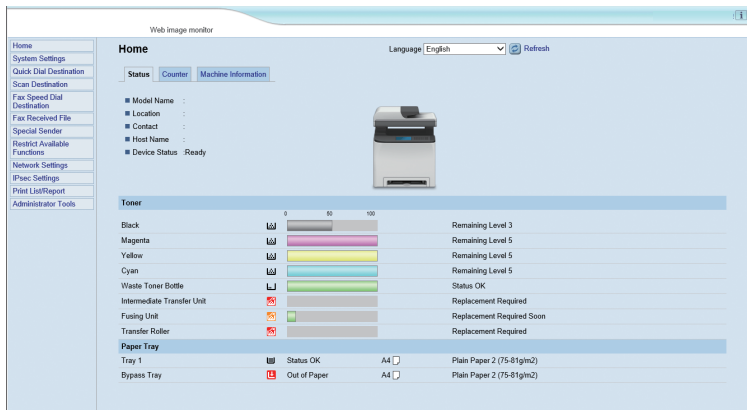 Web image monitor
Home
System Settings
Quick Dial Destination
Scan Destination
Fax Speed Dial
Destination
Fax Received File
Special Sender
Restrict Available
Functions
Network Settings
IPsec Settings
Print List/Report
Administrator Tools
Home
Language English Refresh
Status Counter Machine Information
Model Name :
Location :
Contact :
Host Name :
Device Status :Ready
Toner
0 50 100
Black Remaining Level 3
Magenta Remaining Level 5
Yellow Remaining Level 5
Cyan Remaining Level 5
Waste Toner Bottle Status OK
Intermediate Transfer Unit Replacement Required
Fusing Unit Replacement Required Soon
Transfer Roller Replacement Required
Paper Tray
Tray 1 Status OK A4 Plain Paper 2 (75-81g/m2)
Bypass Tray Out of Paper A4 Plain Paper 2 (75-81g/m2)